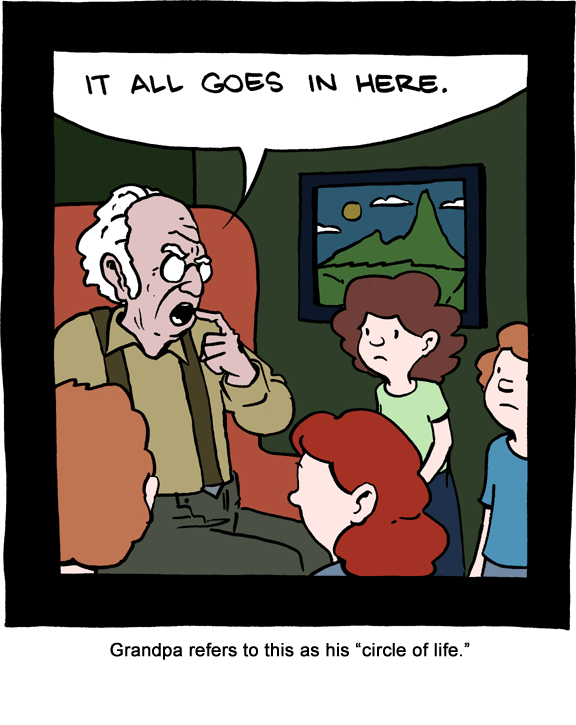 IT ALL GOES IN HERE.
Grandpa refers to this as his “circle of life.”